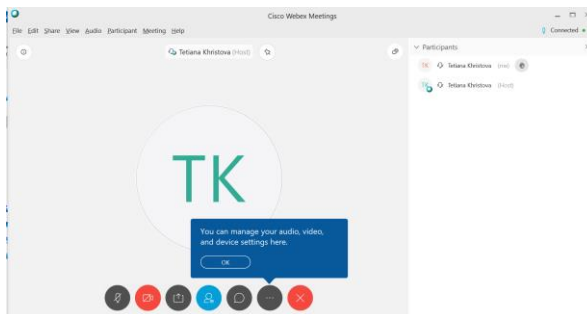 Cisco Webex Meetings
File Edit Share View Audio Participant Meeting Help
Connected
Tetiana Khristova (Host)
Participants
TK Tetiana Khristova (me)
TK Tetiana Khristova (Host)
TK
You can manage your audio, video,
and device settings here.
OK